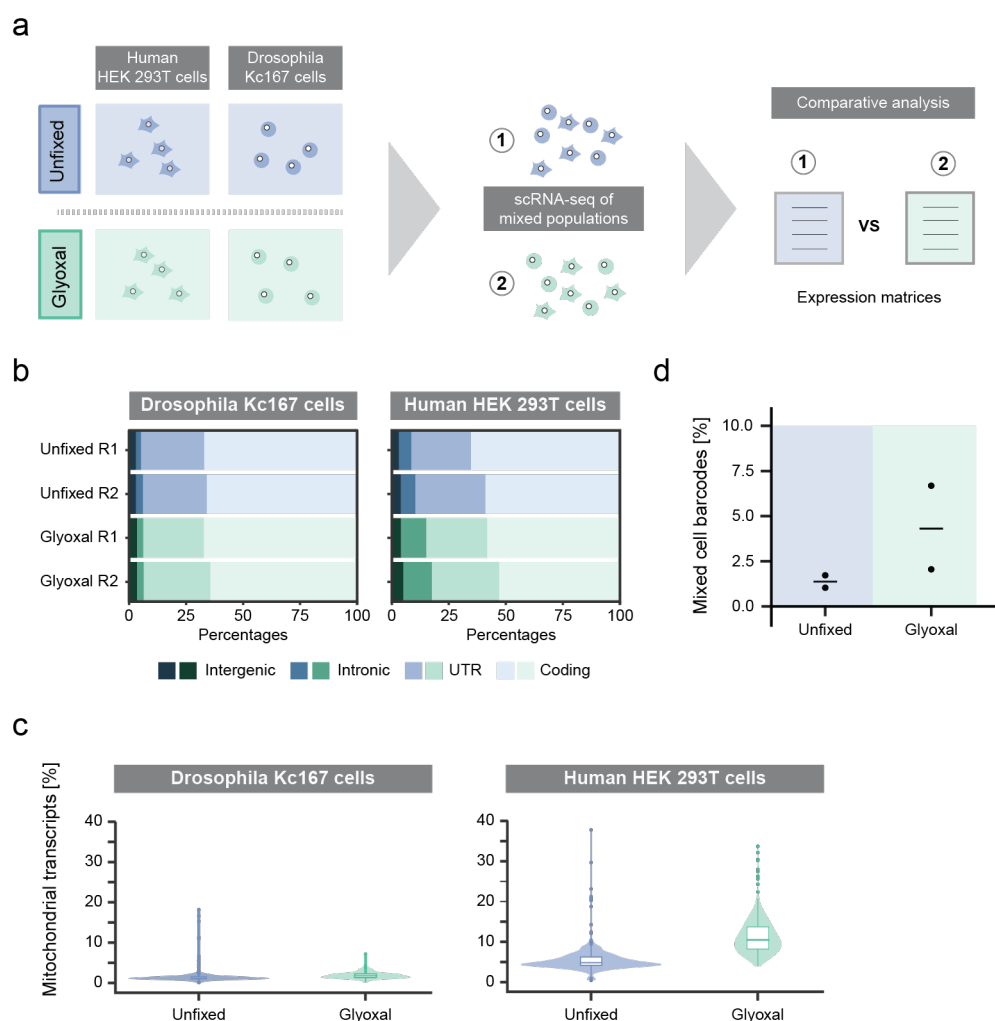 a
Human
HEK 293T cells
Drosophila
Kc167 cells
Unfixed
Glyoxal
1
scRNA-seq of
mixed populations
2
Comparative analysis
1
2
VS
Expression matrices
b
Drosophila Kc167 cells
Human HEK 293T cells
Unfixed R1
Unfixed R2
Glyoxal R1
Glyoxal R2
0 25 50 75 100
0 25 50 75 100
Percentages
Percentages
Intergenic Intronic UTR Coding
d
Mixed cell barcodes [%]
10.0
7.5
5.0
2.5
0.0
Unfixed Glyoxal
c
Mitochondrial transcripts [%]
Drosophila Kc167 cells
40
30
20
10
0
Unfixed Glyoxal
Human HEK 293T cells
40
30
20
10
0
Unfixed Glyoxal